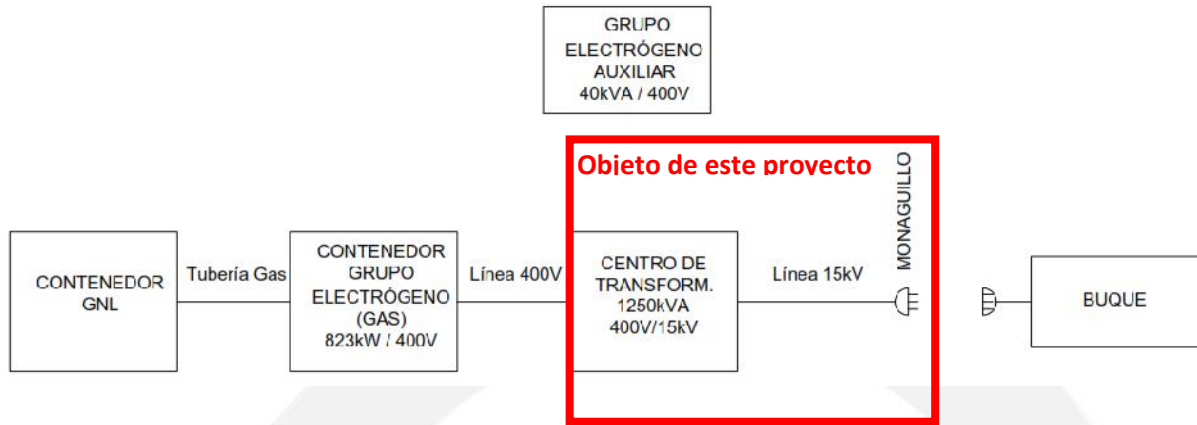 GRUPO
ELECTRÓGENO
AUXILIAR
40kVA / 400V
Objeto de este proyecto
MONAGUILLO
CONTENEDOR
GNL
Tubería Gas
CONTENEDOR
GRUPO
ELECTRÓGENO
(GAS)
823kW / 400V
Línea 400V
CENTRO DE
TRANSFORM.
1250kVA
400V/15kV
Línea 15kV
BUQUE